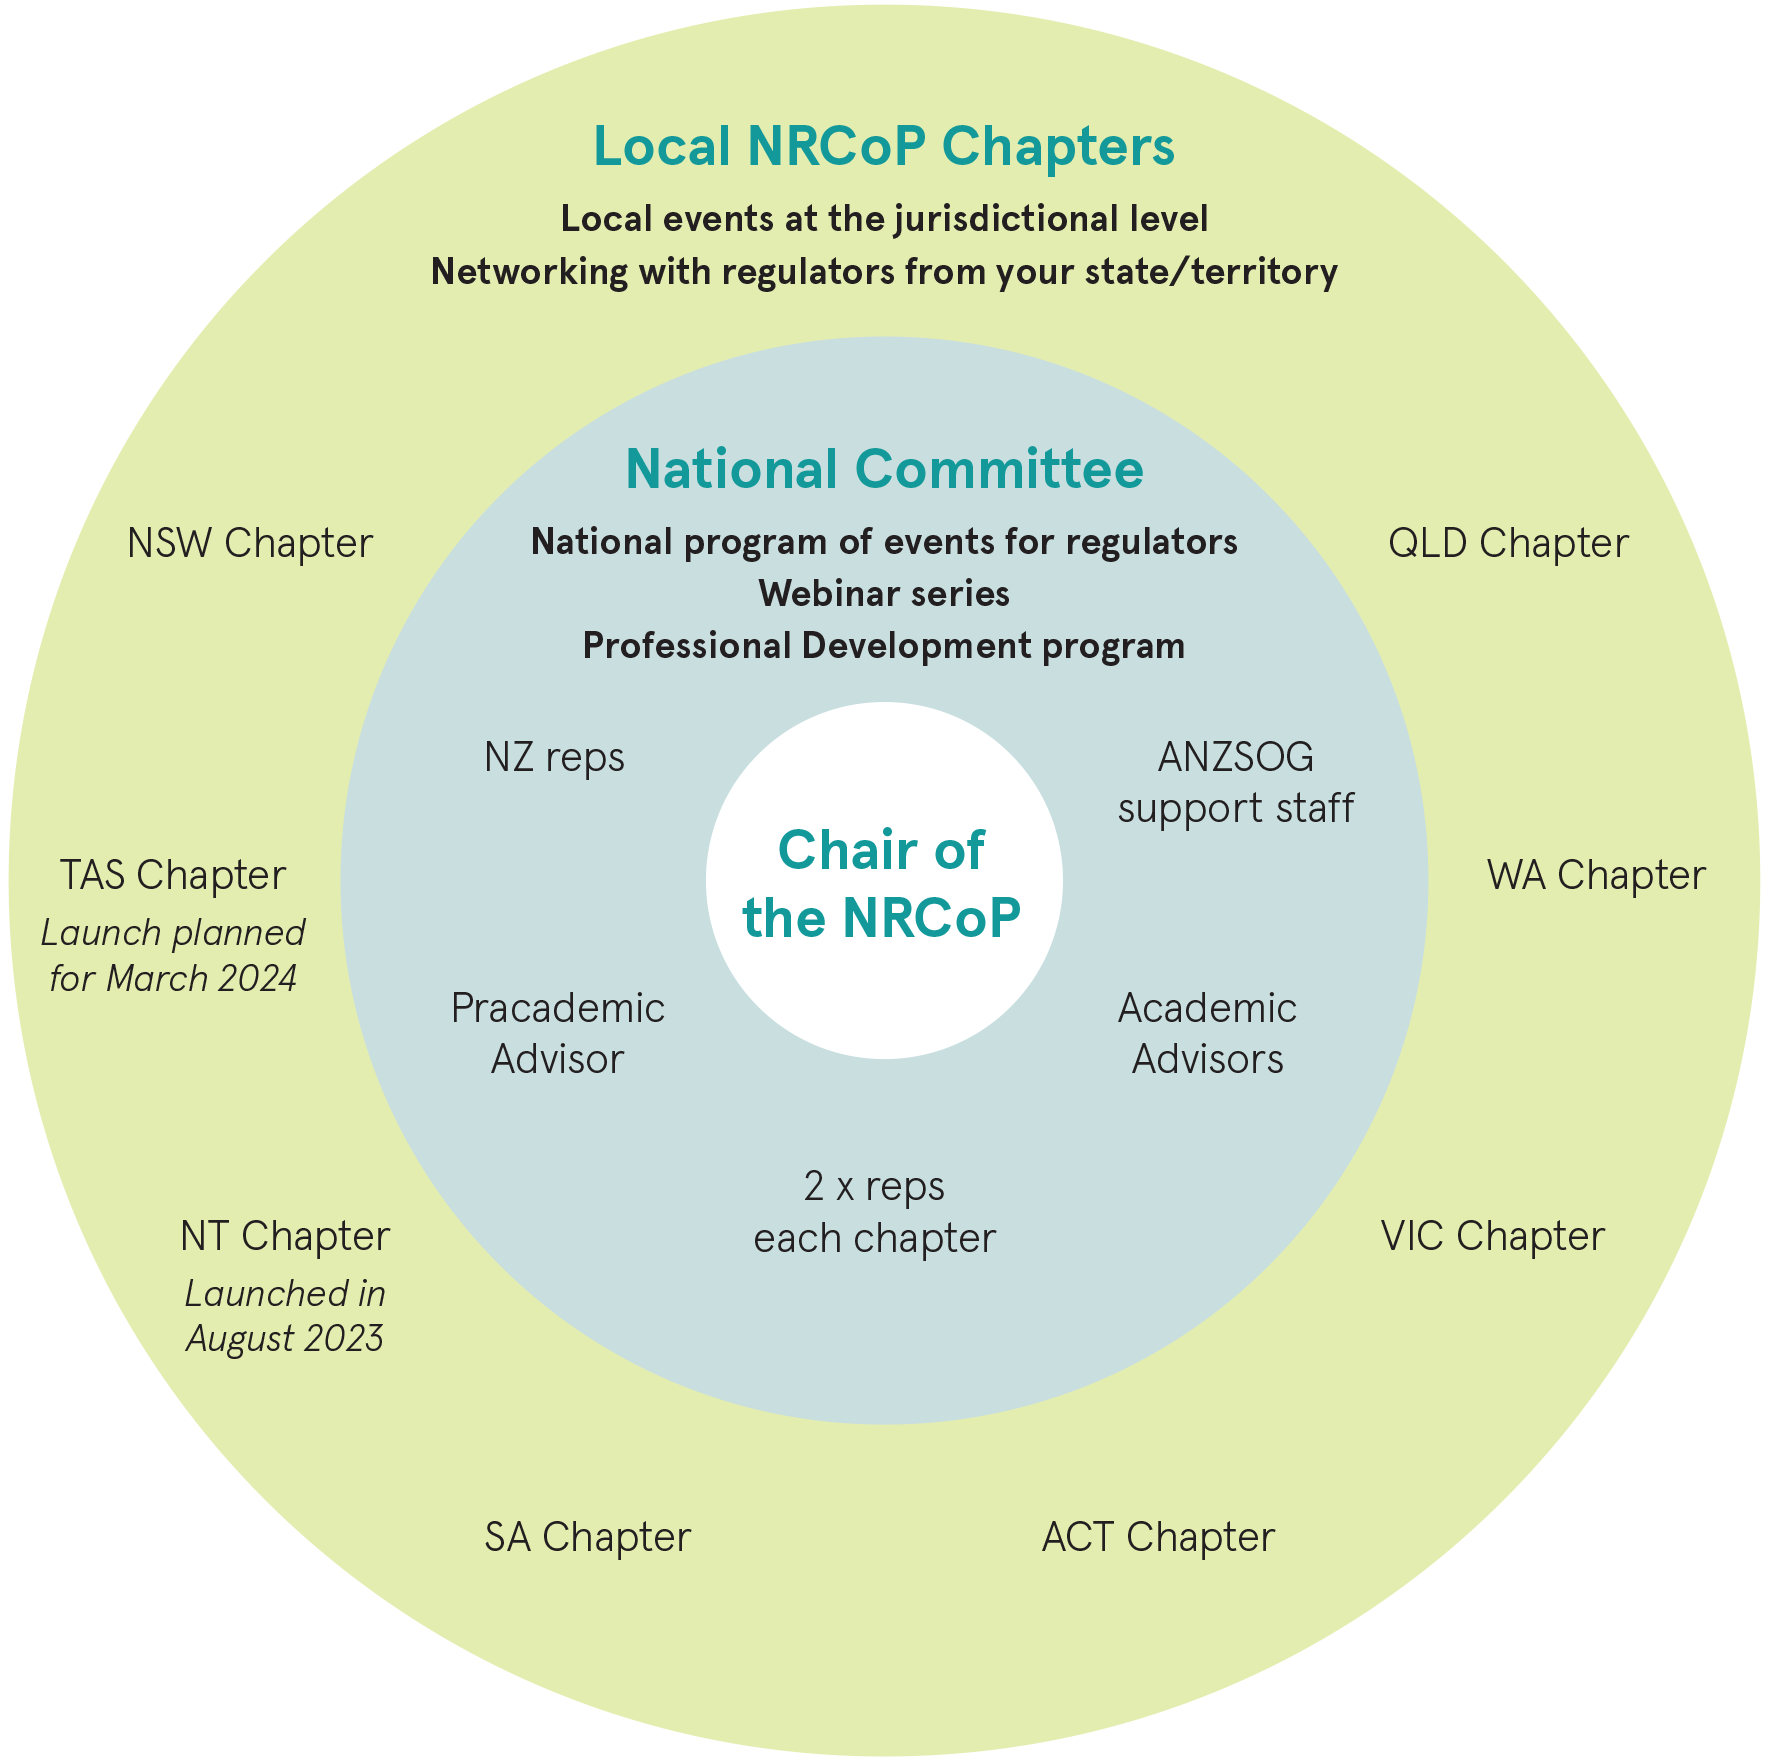 Local NRCoP Chapters
Local events at the jurisdictional level
Networking with regulators from your state/territory
National Committee
National program of events for regulators
Webinar series
Professional Development program
NSW Chapter
QLD Chapter
NZ reps
ANZSOG
support staff
Chair of
the NRCoP
TAS Chapter
Launch planned
for March 2024
WA Chapter
Pracademic
Advisor
Academic
Advisors
2 x reps
each chapter
NT Chapter
Launched in
August 2023
VIC Chapter
SA Chapter
ACT Chapter